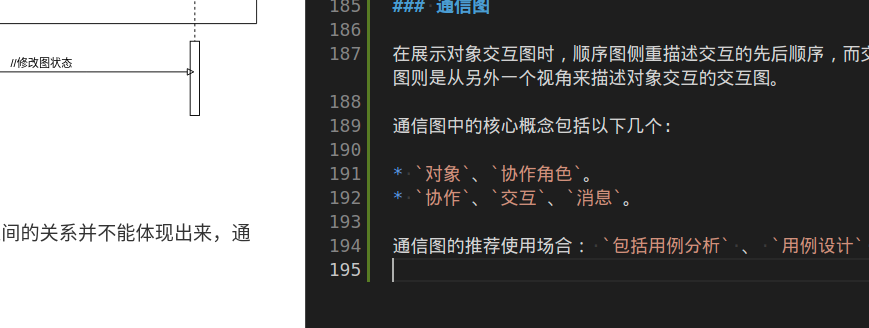 //修改图状态
间的关系并不能体现出来，通
185 ### 通信图
186
187 在展示对象交互图时，顺序图侧重描述交互的先后顺序，而交
图则是从另外一个视角来描述对象交互的交互图。
188
189 通信图中的核心概念包括以下几个：
190
191 * `对象`、`协作角色`。
192 * `协作`、`交互`、`消息`。
193
194 通信图的推荐使用场合： `包括用例分析` 、 `用例设计`
195